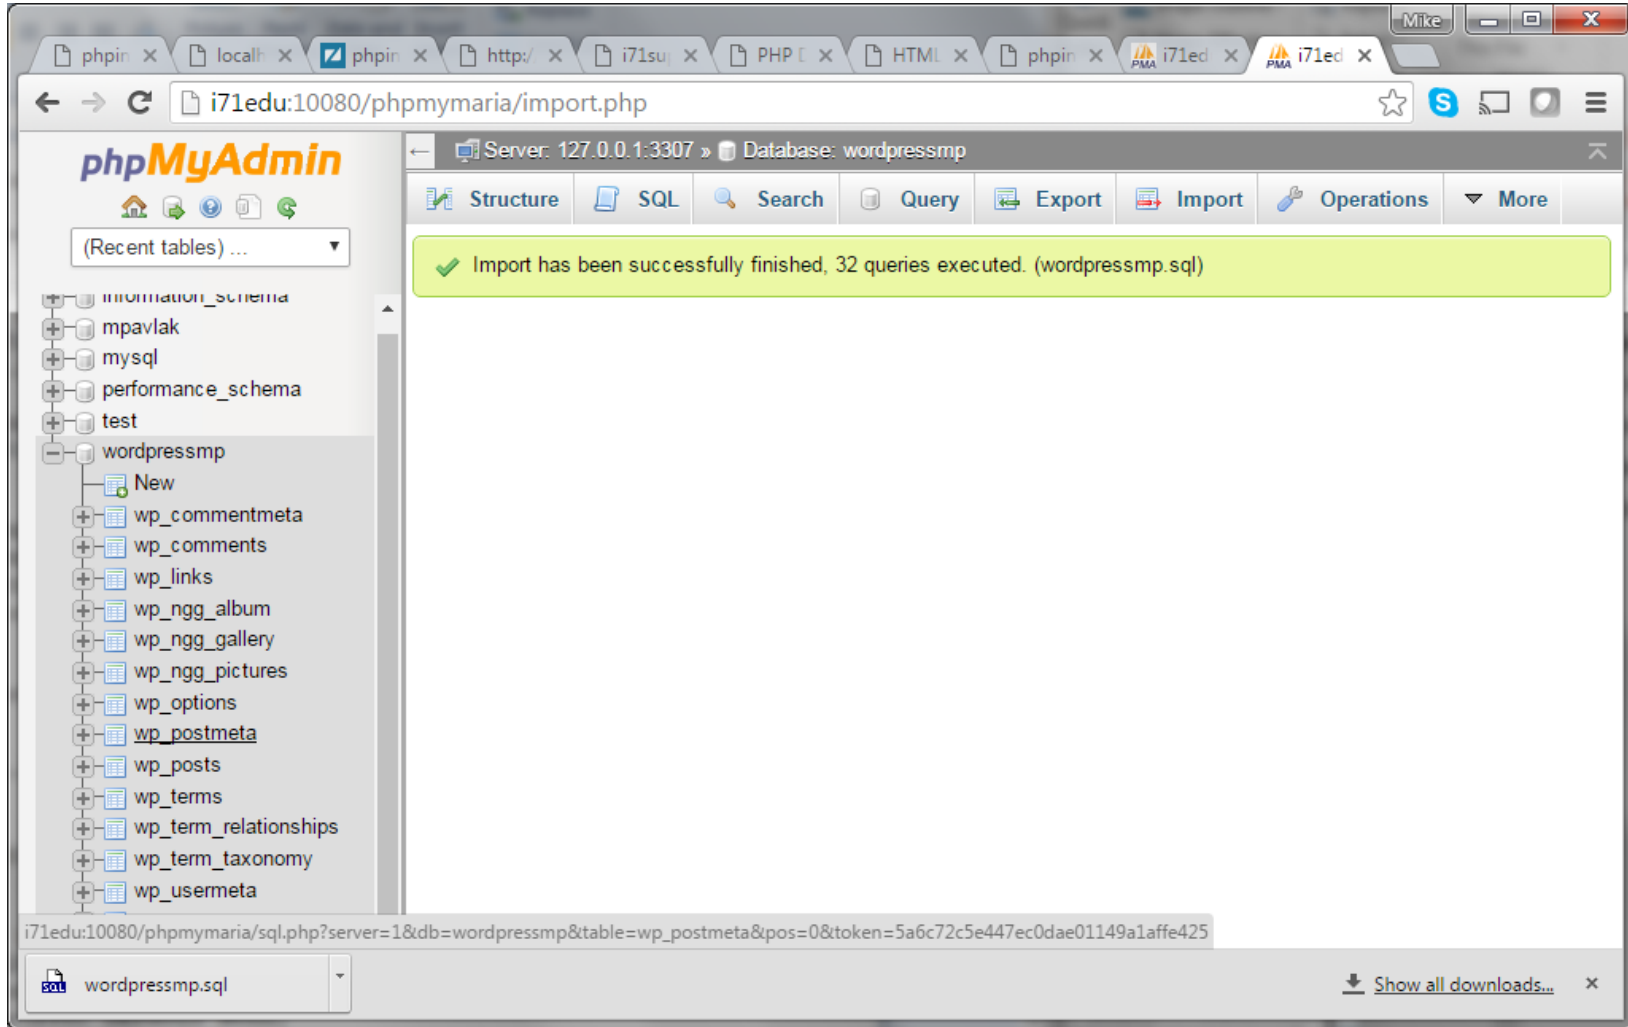 Mike
phpin
localh
phpin
http:/
i71su
PHP D
HTML
phpin
i71ed
i71ed
i71edu:10080/phpmymaria/import.php
phpMyAdmin
Server: 127.0.0.1:3307 » Database: wordpressmp
Structure SQL Search Query Export Import Operations More
(Recent tables) ...
Import has been successfully finished, 32 queries executed. (wordpressmp.sql)
information_schema
mpavlak
mysql
performance_schema
test
wordpressmp
New
wp_commentmeta
wp_comments
wp_links
wp_ngg_album
wp_ngg_gallery
wp_ngg_pictures
wp_options
wp_postmeta
wp_posts
wp_terms
wp_term_relationships
wp_term_taxonomy
wp_usermeta
i71edu:10080/phpmymaria/sql.php?server=1&db=wordpressmp&table=wp_postmeta&pos=0&token=5a6c72c5e447ec0dae01149a1affe425
wordpressmp.sql
Show all downloads...